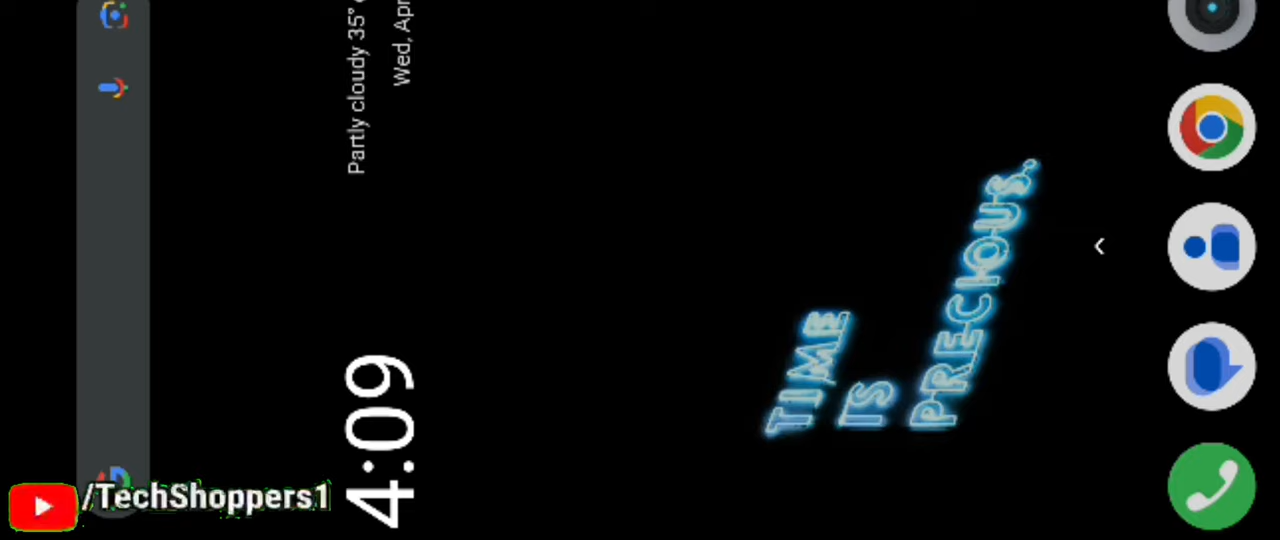 4:09
Partly cloudy 35°
Wed, Apr
TIME
IS
PRECIOUS.
/TechShoppers1